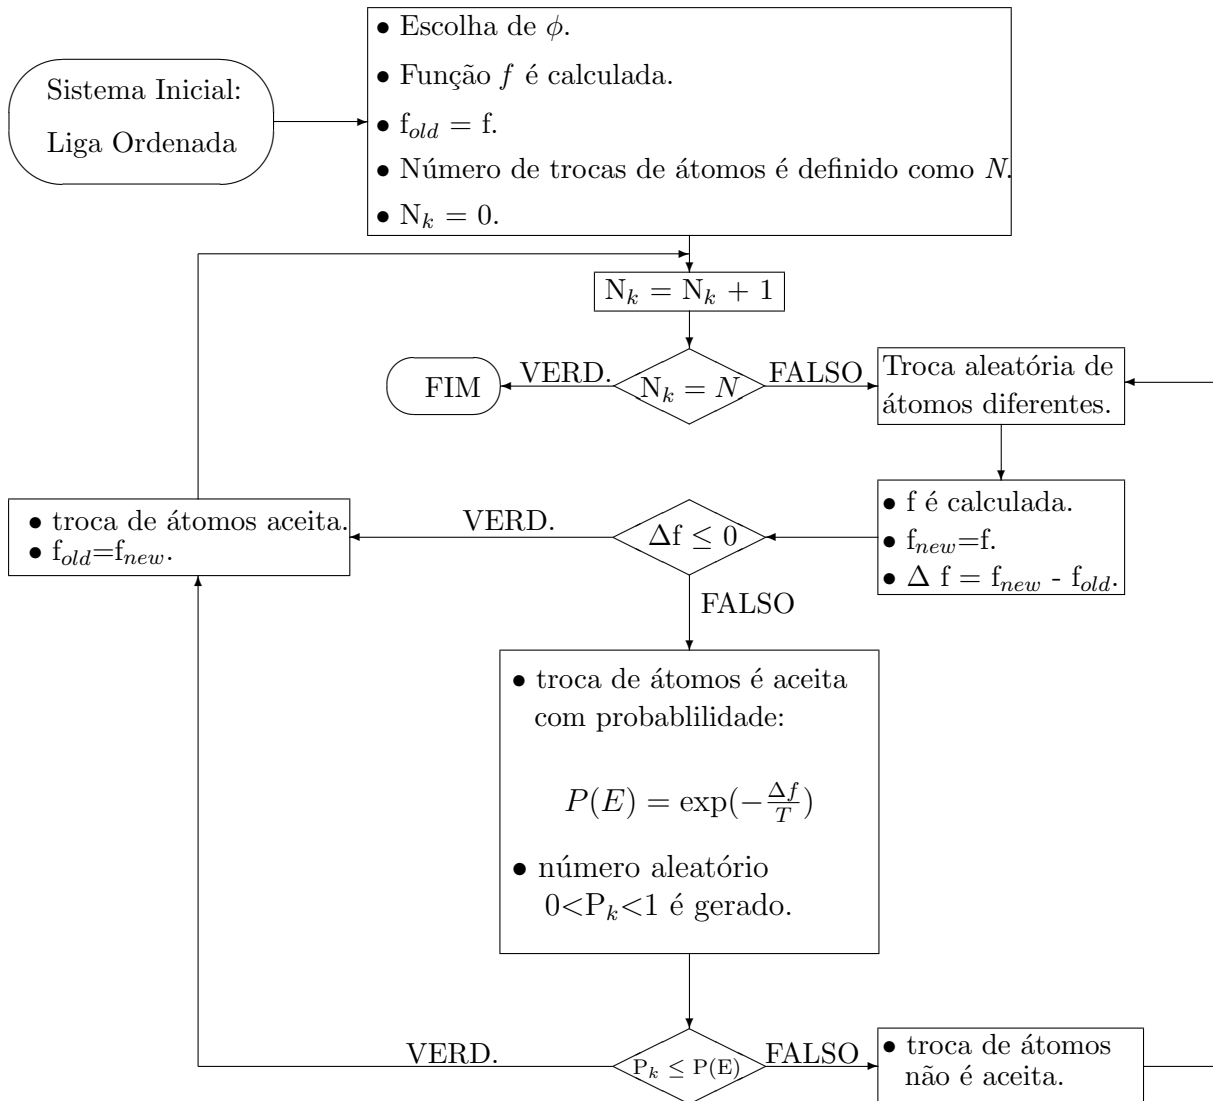 Sistema Inicial:
Liga Ordenada
• Escolha de ϕ.
• Função f é calculada.
• f_old = f.
• Número de trocas de átomos é definido como N.
• N_k = 0.
N_k = N_k + 1
FIM
VERD.
N_k = N
FALSO
Troca aleatória de
átomos diferentes.
• troca de átomos aceita.
• f_old=f_new.
VERD.
Δf ≤ 0
• f é calculada.
• f_new=f.
• Δ f = f_new - f_old.
FALSO
• troca de átomos é aceita
com probablilidade:
P(E) = exp(−Δf/T)
• número aleatório
0<P_k<1 é gerado.
VERD.
P_k ≤ P(E)
FALSO
• troca de átomos
não é aceita.